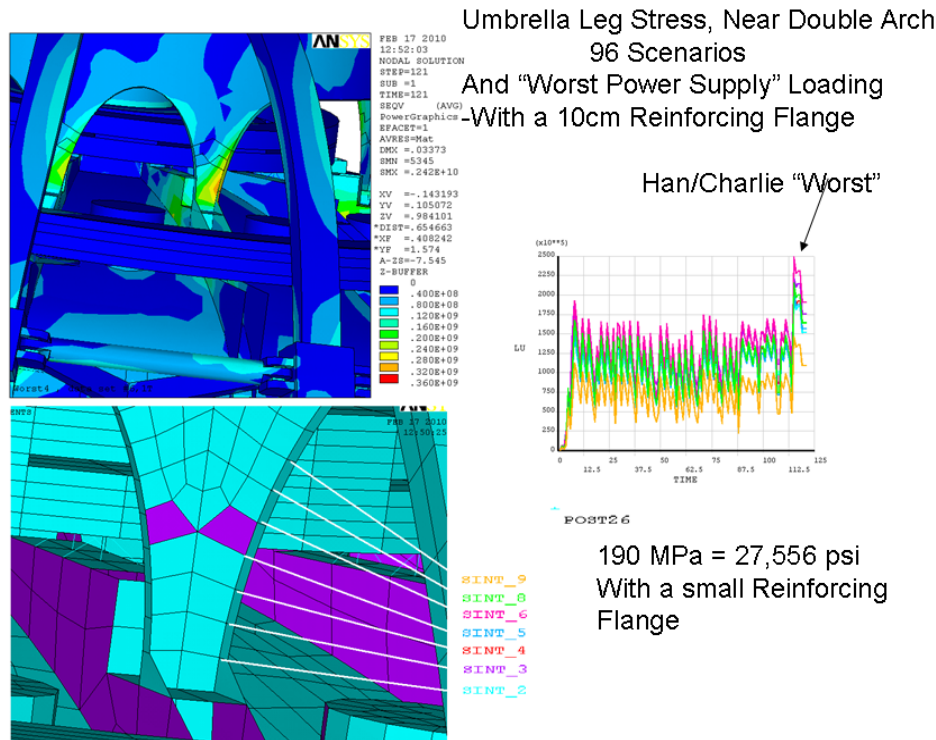 Umbrella Leg Stress, Near Double Arch
96 Scenarios
And “Worst Power Supply” Loading
-With a 10cm Reinforcing Flange
ANSYS
FEB 17 2010
12:52:03
NODAL SOLUTION
STEP=121
SUB =1
TIME=121
SEQV (AVG)
PowerGraphics
EFACET=1
AVRES=Mat
DMX =.03373
SMN =5345
SMX =.242E+10
XV =-.143193
YV =.105072
ZV =.984101
*DIST=.654663
*XF =.408242
*YF =1.574
A-ZS=-7.545
Z-BUFFER
0
.400E+08
.800E+08
.120E+09
.160E+09
.200E+09
.240E+09
.280E+09
.320E+09
.360E+09
Han/Charlie “Worst”
(x10**5)
2500
2250
2000
1750
1500
1250
1000
750
500
250
0
LU
0
25
50
75
100
125
12.5
37.5
62.5
87.5
112.5
TIME
POST26
FEB 17 2010
12:50:25
SINT_9
SINT_8
SINT_6
SINT_5
SINT_4
SINT_3
SINT_2
190 MPa = 27,556 psi
With a small Reinforcing
Flange